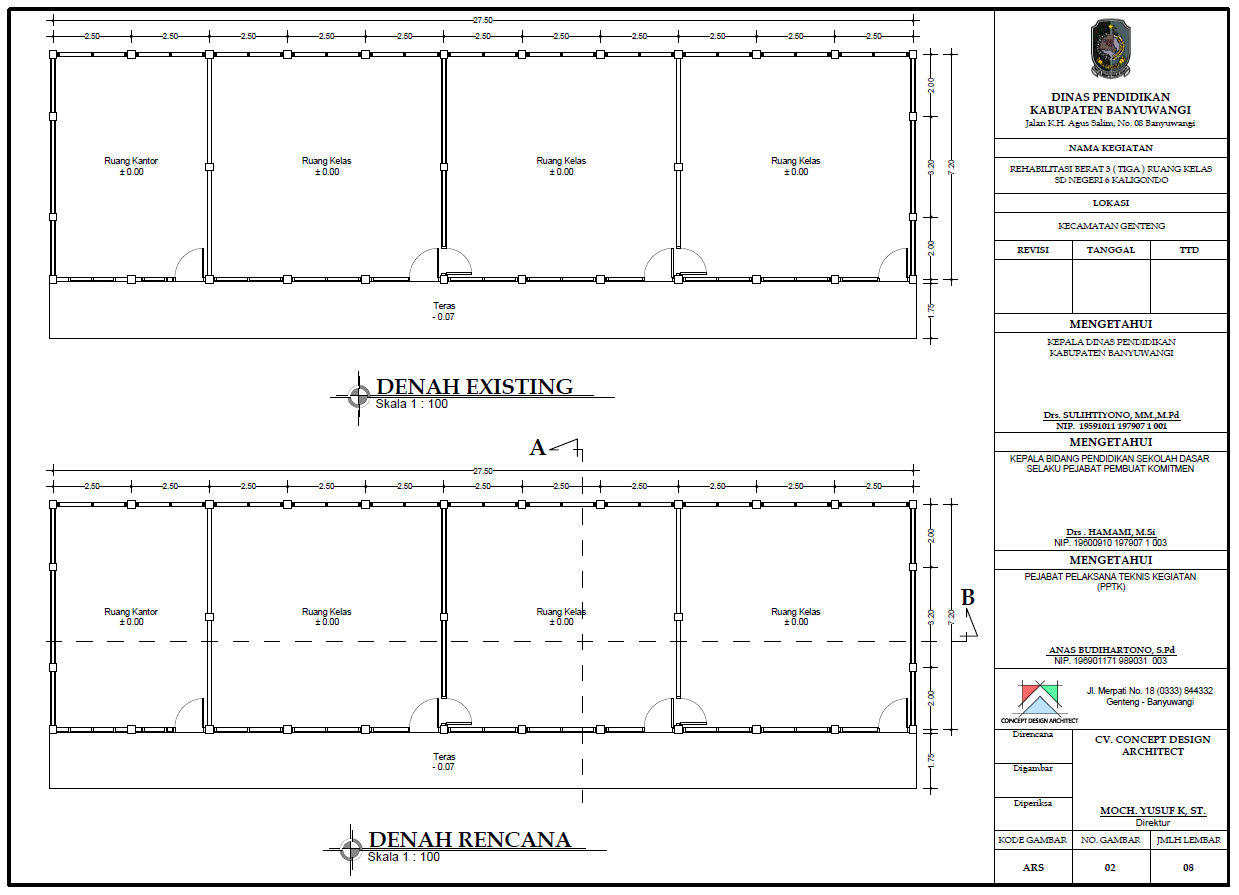 27.50
2.50 2.50 2.50 2.50 2.50 2.50 2.50 2.50 2.50 2.50 2.50
2.00
3.20
7.20
2.00
1.75
Ruang Kantor
± 0.00
Ruang Kelas
± 0.00
Ruang Kelas
± 0.00
Ruang Kelas
± 0.00
Teras
- 0.07
DENAH EXISTING
Skala 1 : 100
A
27.50
2.50 2.50 2.50 2.50 2.50 2.50 2.50 2.50 2.50 2.50 2.50
2.00
3.20
7.20
2.00
1.75
B
Ruang Kantor
± 0.00
Ruang Kelas
± 0.00
Ruang Kelas
± 0.00
Ruang Kelas
± 0.00
Teras
- 0.07
DENAH RENCANA
Skala 1 : 100
DINAS PENDIDIKAN
KABUPATEN BANYUWANGI
Jalan K.H. Agus Salim, No. 08 Banyuwangi
NAMA KEGIATAN
REHABILITASI BERAT 3 ( TIGA ) RUANG KELAS
SD NEGERI 6 KALIGONDO
LOKASI
KECAMATAN GENTENG
REVISI TANGGAL TTD
MENGETAHUI
KEPALA DINAS PENDIDIKAN
KABUPATEN BANYUWANGI
Drs. SULIHTIYONO, MM.,M.Pd
NIP. 19591011 197907 1 001
MENGETAHUI
KEPALA BIDANG PENDIDIKAN SEKOLAH DASAR
SELAKU PEJABAT PEMBUAT KOMITMEN
Drs . HAMAMI, M.Si
NIP. 19600910 197907 1 003
MENGETAHUI
PEJABAT PELAKSANA TEKNIS KEGIATAN
(PPTK)
ANAS BUDIHARTONO, S.Pd
NIP. 196901171 989031 003
CONCEPT DESIGN ARCHITECT
Jl. Merpati No. 18 (0333) 844332
Genteng - Banyuwangi
Direncana
Digambar
Diperiksa
CV. CONCEPT DESIGN
ARCHITECT
MOCH. YUSUF K, ST.
Direktur
KODE GAMBAR NO. GAMBAR JMLH LEMBAR
ARS 02 08